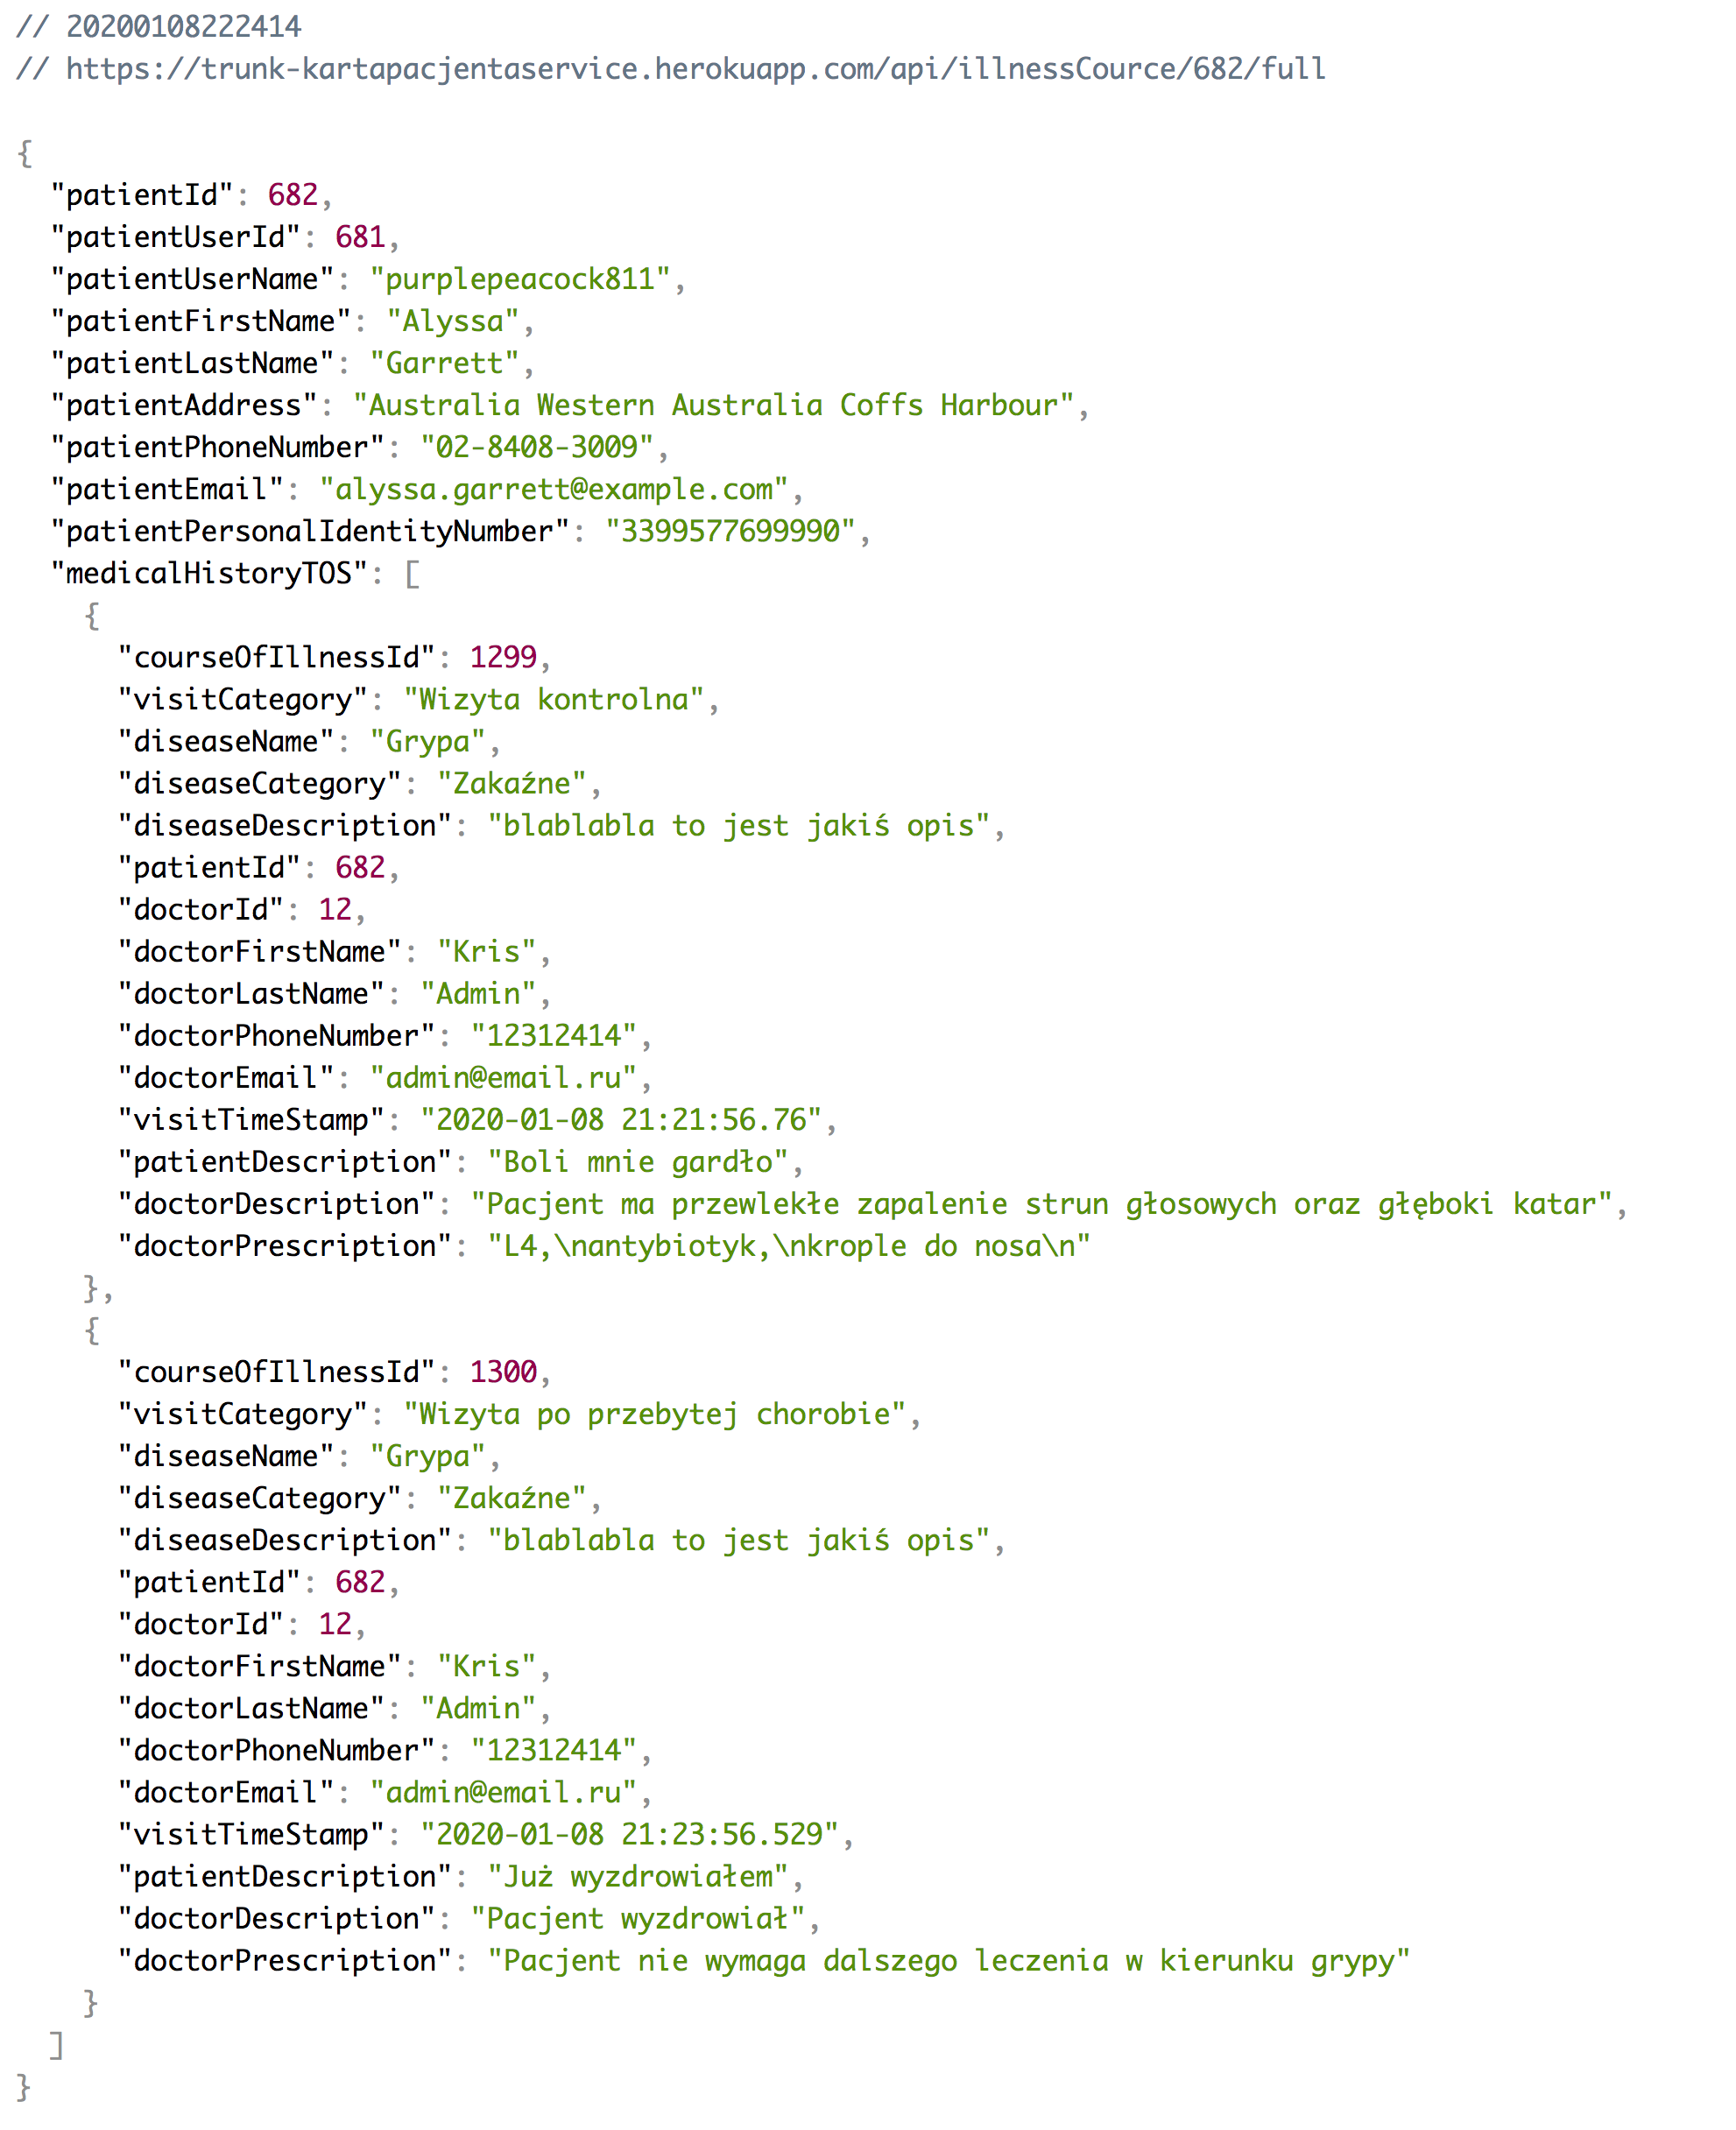 // 20200108222414
// https://trunk-kartapacjentaservice.herokuapp.com/api/illnessCource/682/full
{
"patientId": 682,
"patientUserId": 681,
"patientUserName": "purplepeacock811",
"patientFirstName": "Alyssa",
"patientLastName": "Garrett",
"patientAddress": "Australia Western Australia Coffs Harbour",
"patientPhoneNumber": "02-8408-3009",
"patientEmail": "alyssa.garrett@example.com",
"patientPersonalIdentityNumber": "3399577699990",
"medicalHistoryTOS": [
{
"courseOfIllnessId": 1299,
"visitCategory": "Wizyta kontrolna",
"diseaseName": "Grypa",
"diseaseCategory": "Zakaźne",
"diseaseDescription": "blablabla to jest jakiś opis",
"patientId": 682,
"doctorId": 12,
"doctorFirstName": "Kris",
"doctorLastName": "Admin",
"doctorPhoneNumber": "12312414",
"doctorEmail": "admin@email.ru",
"visitTimeStamp": "2020-01-08 21:21:56.76",
"patientDescription": "Boli mnie gardło",
"doctorDescription": "Pacjent ma przewlekłe zapalenie strun głosowych oraz głęboki katar",
"doctorPrescription": "L4,\nantybiotyk,\nkrople do nosa\n"
},
{
"courseOfIllnessId": 1300,
"visitCategory": "Wizyta po przebytej chorobie",
"diseaseName": "Grypa",
"diseaseCategory": "Zakaźne",
"diseaseDescription": "blablabla to jest jakiś opis",
"patientId": 682,
"doctorId": 12,
"doctorFirstName": "Kris",
"doctorLastName": "Admin",
"doctorPhoneNumber": "12312414",
"doctorEmail": "admin@email.ru",
"visitTimeStamp": "2020-01-08 21:23:56.529",
"patientDescription": "Już wyzdrowiałem",
"doctorDescription": "Pacjent wyzdrowiał",
"doctorPrescription": "Pacjent nie wymaga dalszego leczenia w kierunku grypy"
}
]
}